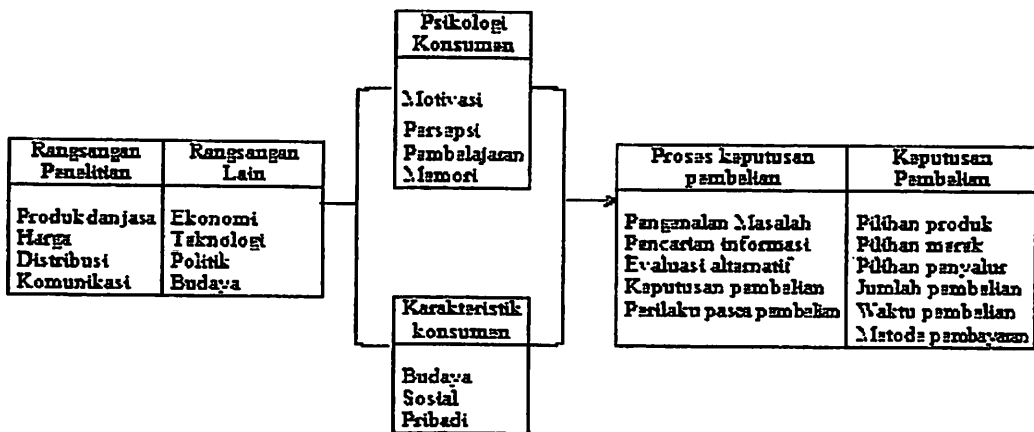 Psikologi
Konsumen
Motivasi
Persepsi
Pembelajaran
Memori
Rangsangan
Penelitian
Produk dan jasa
Harga
Distribusi
Komunikasi
Rangsangan
Lain
Ekonomi
Teknologi
Politik
Budaya
Karakteristik
konsumen
Budaya
Sosial
Pribadi
Proses keputusan
pembelian
Pengenalan Masalah
Pencarian informasi
Evaluasi alternatif
Keputusan pembelian
Perilaku pasca pembelian
Keputusan
Pembelian
Pilihan produk
Pilihan merek
Pilihan penyalur
Jumlah pembelian
Waktu pembelian
Metode pembayaran